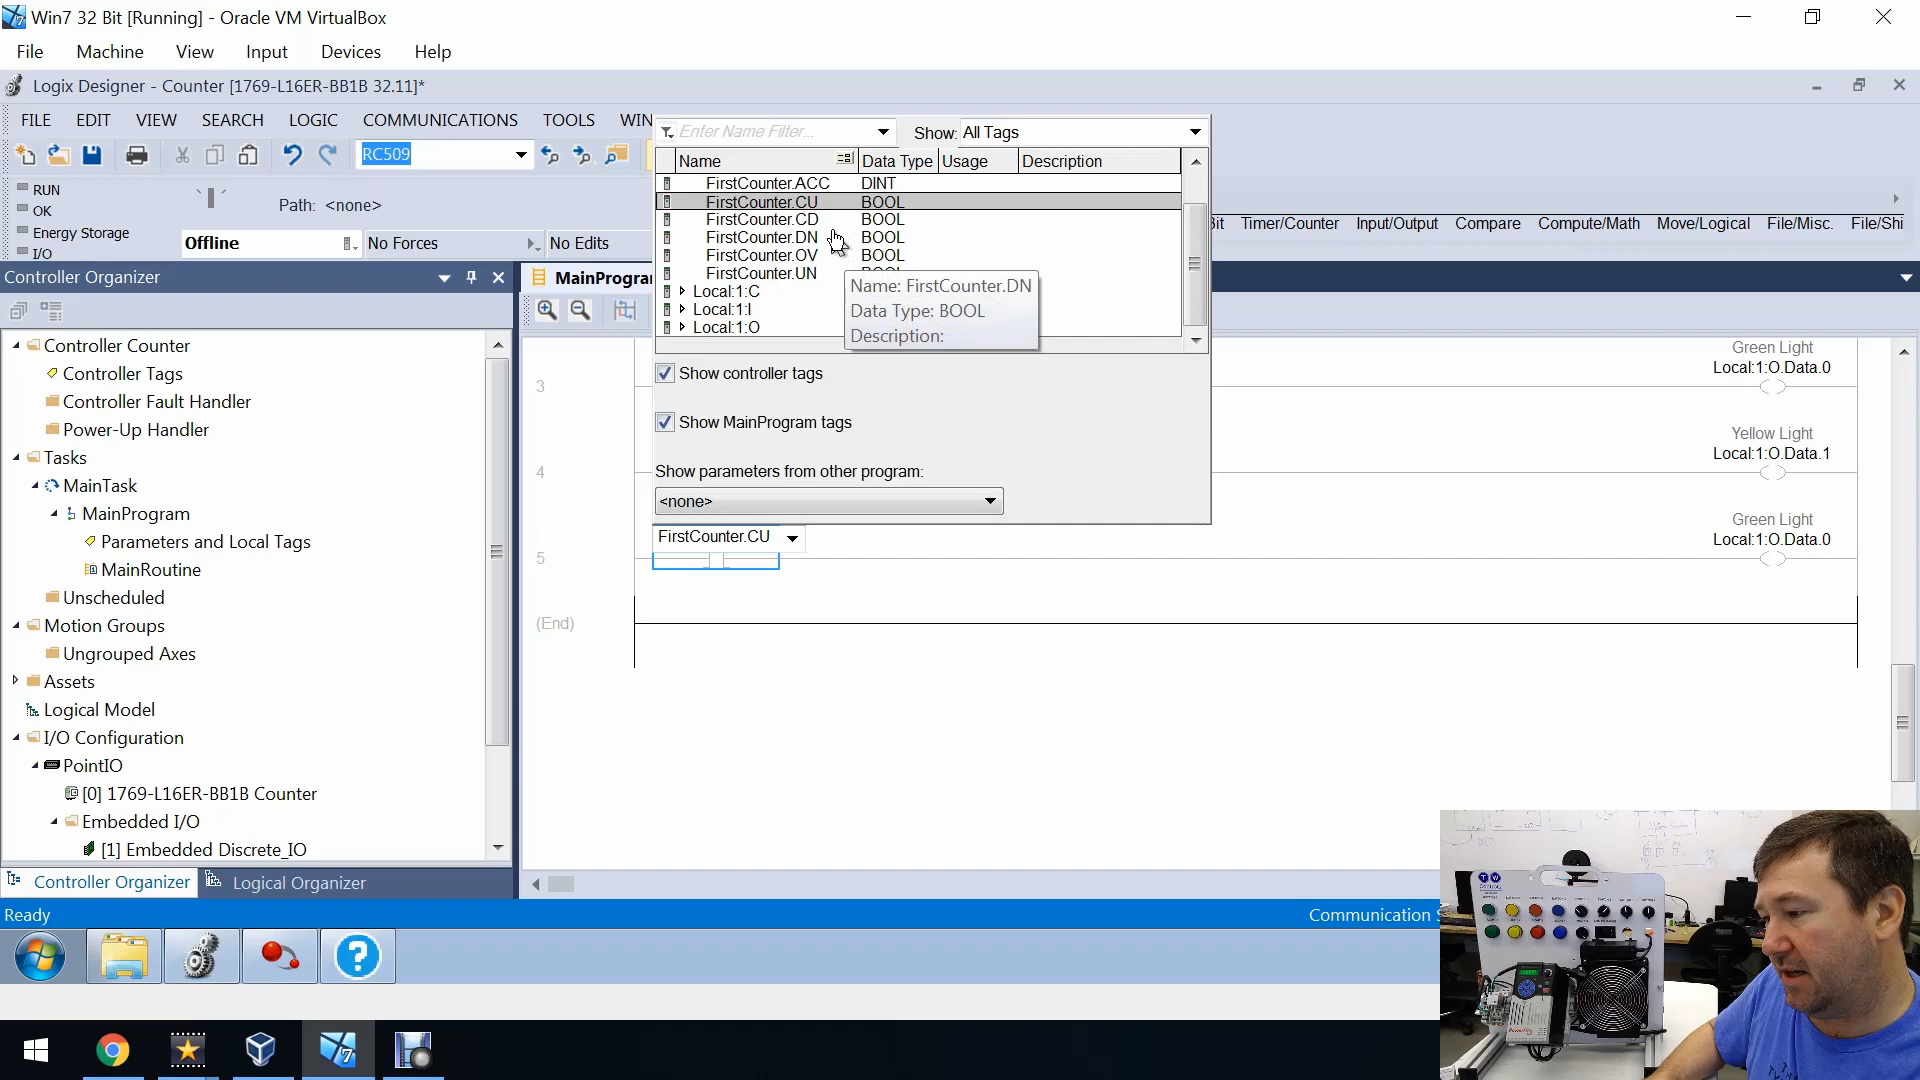 Win7 32 Bit [Running] - Oracle VM VirtualBox
File Machine View Input Devices Help
Logix Designer - Counter [1769-L16ER-BB1B 32.11]*
FILE EDIT VIEW SEARCH LOGIC COMMUNICATIONS TOOLS WIN
RC509
Enter Name Filter... Show: All Tags
Name Data Type Usage Description
FirstCounter.ACC DINT
FirstCounter.CU BOOL
FirstCounter.CD BOOL
FirstCounter.DN BOOL
FirstCounter.OV BOOL
FirstCounter.UN
Local:1:C
Local:1:I
Local:1:O
Name: FirstCounter.DN
Data Type: BOOL
Description:
Show controller tags
Show MainProgram tags
Show parameters from other program:
<none>
RUN
OK
Energy Storage
I/O
Path: <none>
Offline No Forces No Edits
Bit Timer/Counter Input/Output Compare Compute/Math Move/Logical File/Misc. File/Shi
Controller Organizer
MainProgram
Controller Counter
Controller Tags
Controller Fault Handler
Power-Up Handler
Tasks
MainTask
MainProgram
Parameters and Local Tags
MainRoutine
Unscheduled
Motion Groups
Ungrouped Axes
Assets
Logical Model
I/O Configuration
PointIO
[0] 1769-L16ER-BB1B Counter
Embedded I/O
[1] Embedded Discrete_IO
Controller Organizer Logical Organizer
3
Green Light
Local:1:O.Data.0
4
Yellow Light
Local:1:O.Data.1
FirstCounter.CU
5
Green Light
Local:1:O.Data.0
(End)
Ready
Communication S